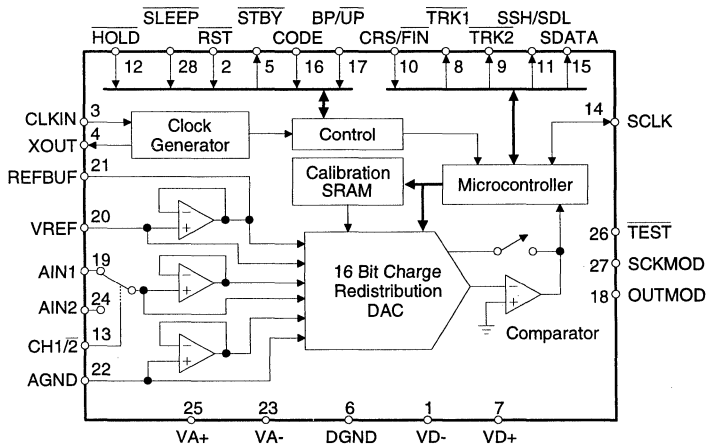 SLEEP STBY BP/UP TRK1 SSH/SDL
HOLD RST CODE CRS/FIN TRK2 SDATA
12 28 2 5 16 17 10 8 9 11 15
CLKIN 3
XOUT 4
Clock
Generator
Control
14 SCLK
REFBUF 21
Calibration
SRAM
Microcontroller
VREF 20
26 TEST
AIN1 19
27 SCKMOD
16 Bit Charge
Redistribution
DAC
18 OUTMOD
AIN2 24
Comparator
CH1/2 13
AGND 22
25 23 6 1 7
VA+ VA- DGND VD- VD+
- +
- +
- +
- +